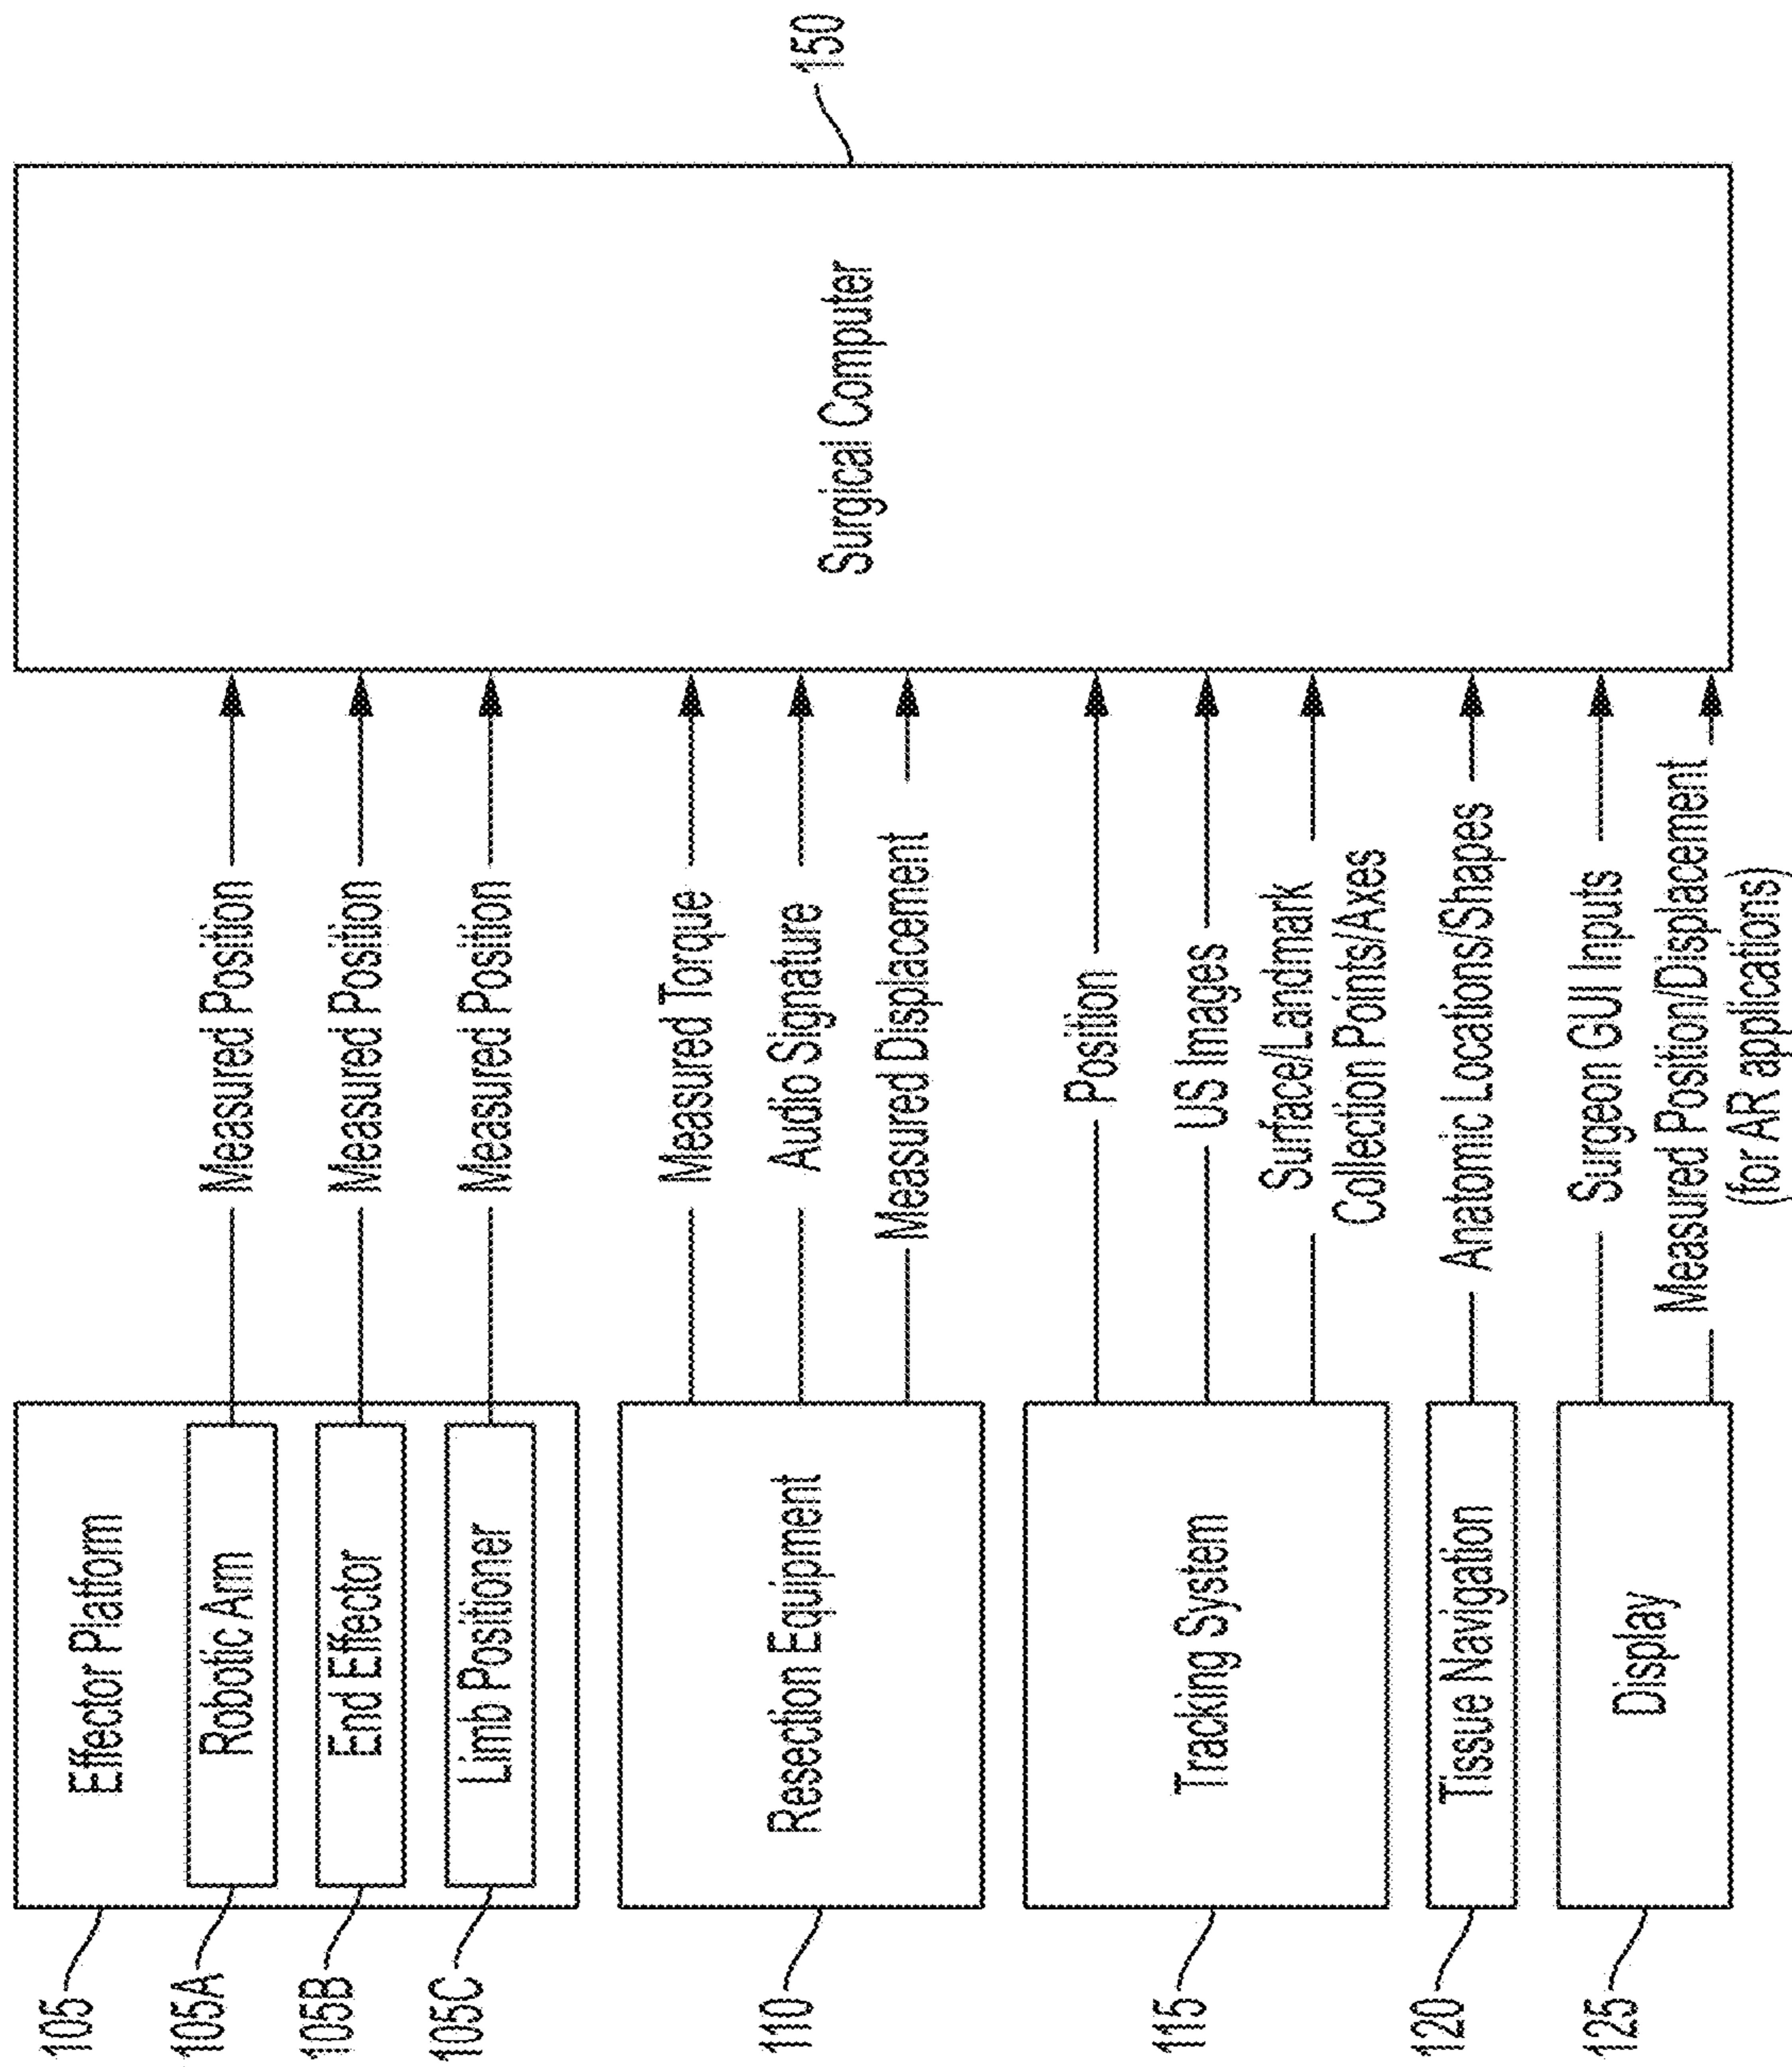 105
Effector Platform
105A
Robotic Arm
Measured Position
105B
End Effector
Measured Position
105C
Limb Positioner
Measured Position
110
Resection Equipment
Measured Torque
Audio Signature
Measured Displacement
115
Tracking System
Position
US Images
Surface/Landmark
Collection Points/Axes
120
Tissue Navigation
Anatomic Locations/Shapes
125
Display
Surgeon GUI Inputs
Measured Position/Displacement
(for AR applications)
Surgical Computer
150